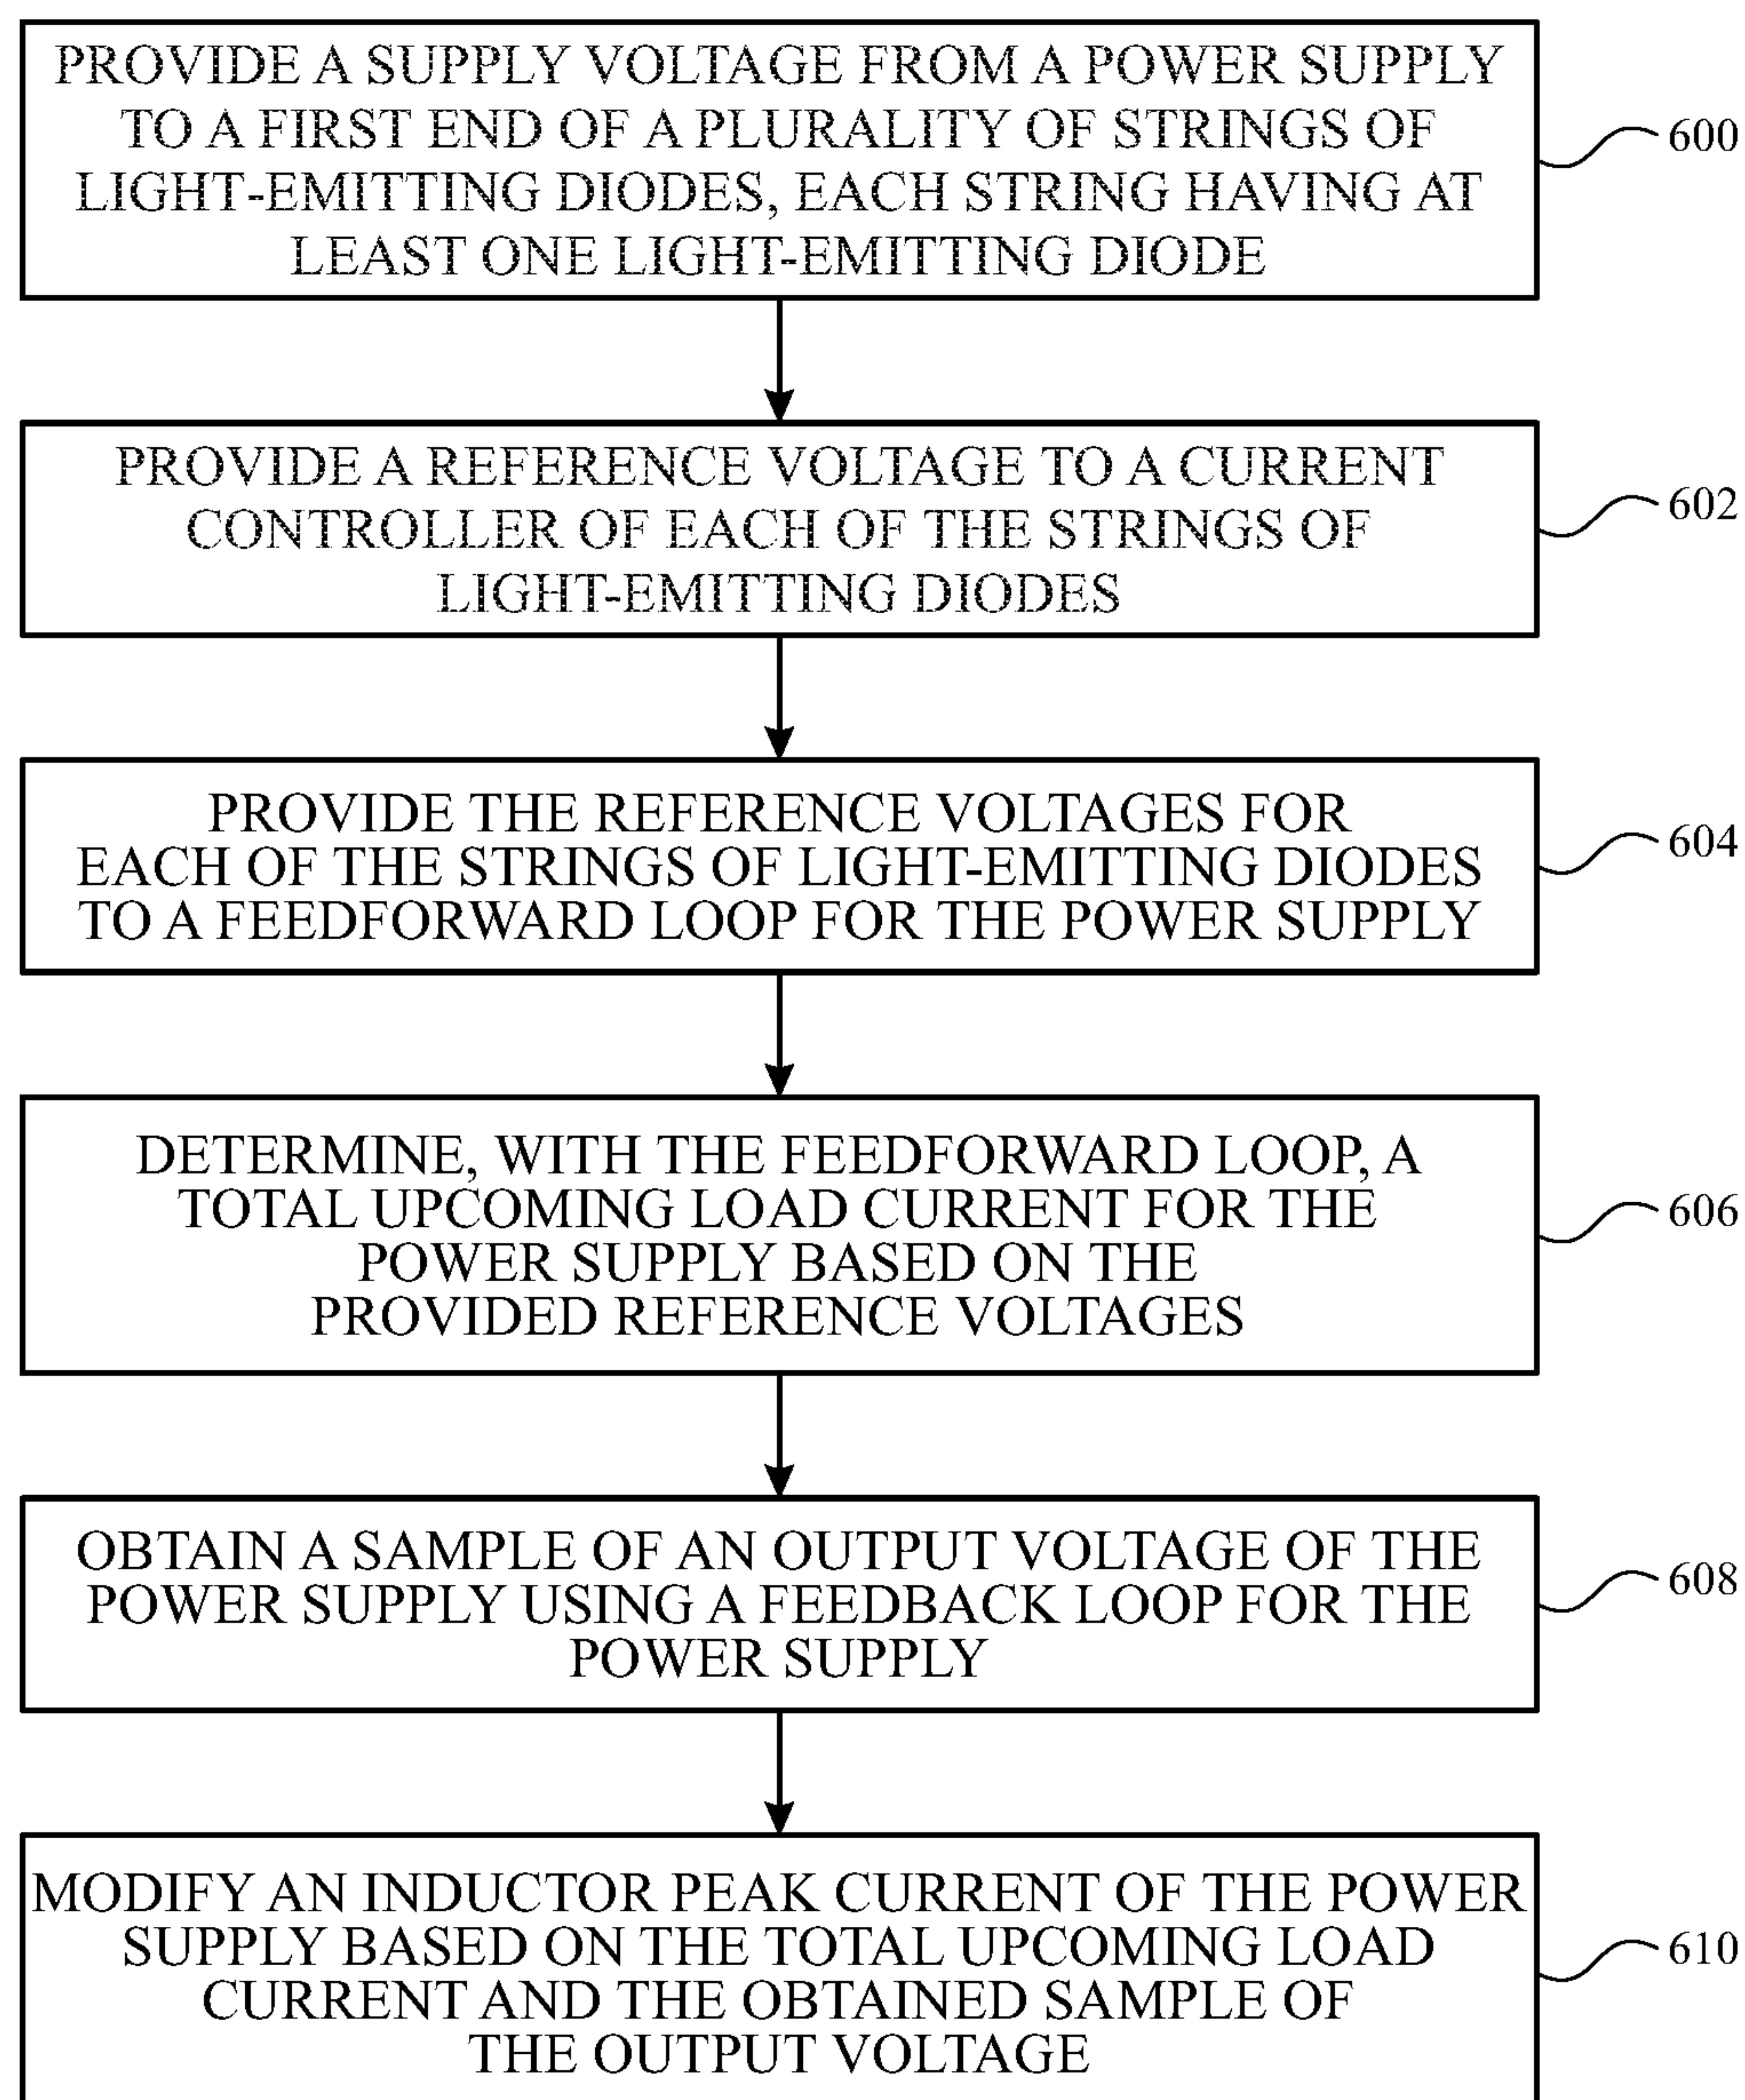 PROVIDE A SUPPLY VOLTAGE FROM A POWER SUPPLY
TO A FIRST END OF A PLURALITY OF STRINGS OF
LIGHT-EMITTING DIODES, EACH STRING HAVING AT
LEAST ONE LIGHT-EMITTING DIODE
600
PROVIDE A REFERENCE VOLTAGE TO A CURRENT
CONTROLLER OF EACH OF THE STRINGS OF
LIGHT-EMITTING DIODES
602
PROVIDE THE REFERENCE VOLTAGES FOR
EACH OF THE STRINGS OF LIGHT-EMITTING DIODES
TO A FEEDFORWARD LOOP FOR THE POWER SUPPLY
604
DETERMINE, WITH THE FEEDFORWARD LOOP, A
TOTAL UPCOMING LOAD CURRENT FOR THE
POWER SUPPLY BASED ON THE
PROVIDED REFERENCE VOLTAGES
606
OBTAIN A SAMPLE OF AN OUTPUT VOLTAGE OF THE
POWER SUPPLY USING A FEEDBACK LOOP FOR THE
POWER SUPPLY
608
MODIFY AN INDUCTOR PEAK CURRENT OF THE POWER
SUPPLY BASED ON THE TOTAL UPCOMING LOAD
CURRENT AND THE OBTAINED SAMPLE OF
THE OUTPUT VOLTAGE
610